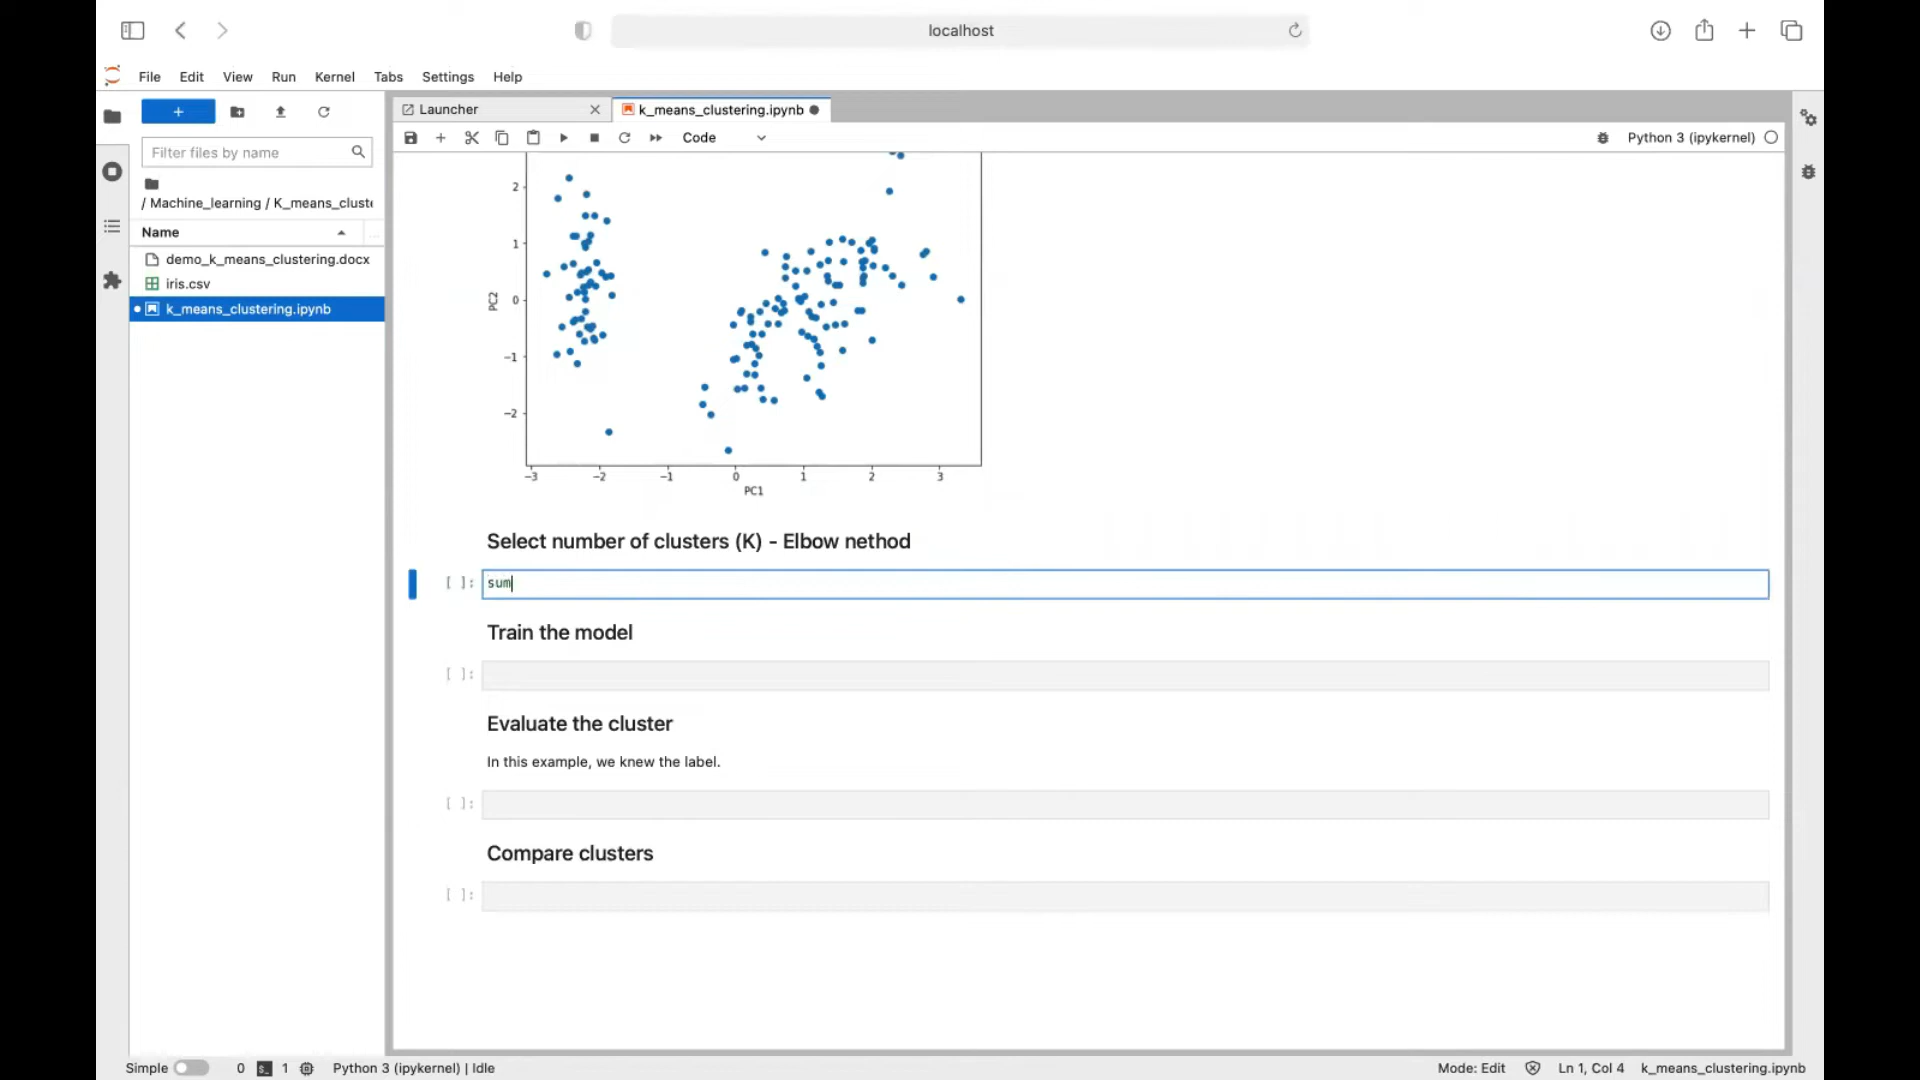 localhost
File Edit View Run Kernel Tabs Settings Help
+
Launcher
k_means_clustering.ipynb
Code
Python 3 (ipykernel)
Filter files by name
/ Machine_learning / K_means_cluste
Name
...
demo_k_means_clustering.docx
iris.csv
k_means_clustering.ipynb
2
1
0
−1
−2
PC2
−3 −2 −1 0 1 2 3
PC1
Select number of clusters (K) - Elbow nethod
[ ]: sum
Train the model
[ ]:
Evaluate the cluster
In this example, we knew the label.
[ ]:
Compare clusters
[ ]:
Simple 0 1 Python 3 (ipykernel) | Idle
Mode: Edit Ln 1, Col 4 k_means_clustering.ipynb